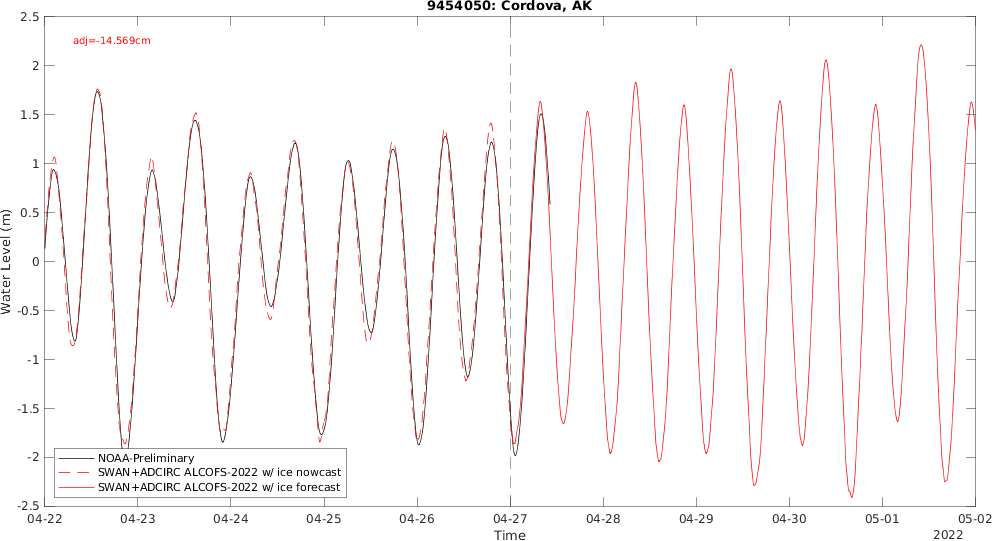 9454050: Cordova, AK
adj=-14.569cm
Water Level (m)
2.5
2
1.5
1
0.5
0
-0.5
-1
-1.5
-2
-2.5
NOAA-Preliminary
SWAN+ADCIRC ALCOFS-2022 w/ ice nowcast
SWAN+ADCIRC ALCOFS-2022 w/ ice forecast
04-22 04-23 04-24 04-25 04-26 04-27 04-28 04-29 04-30 05-01 05-02
Time
2022